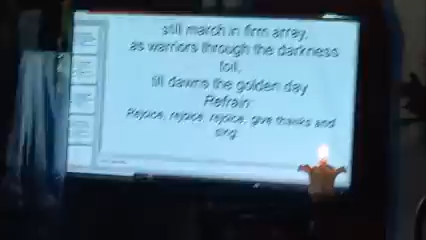 still march in firm array,
as warriors through the darkness
toil,
till dawns the golden day
Refrain:
Rejoice, rejoice, rejoice, give thanks and
sing.